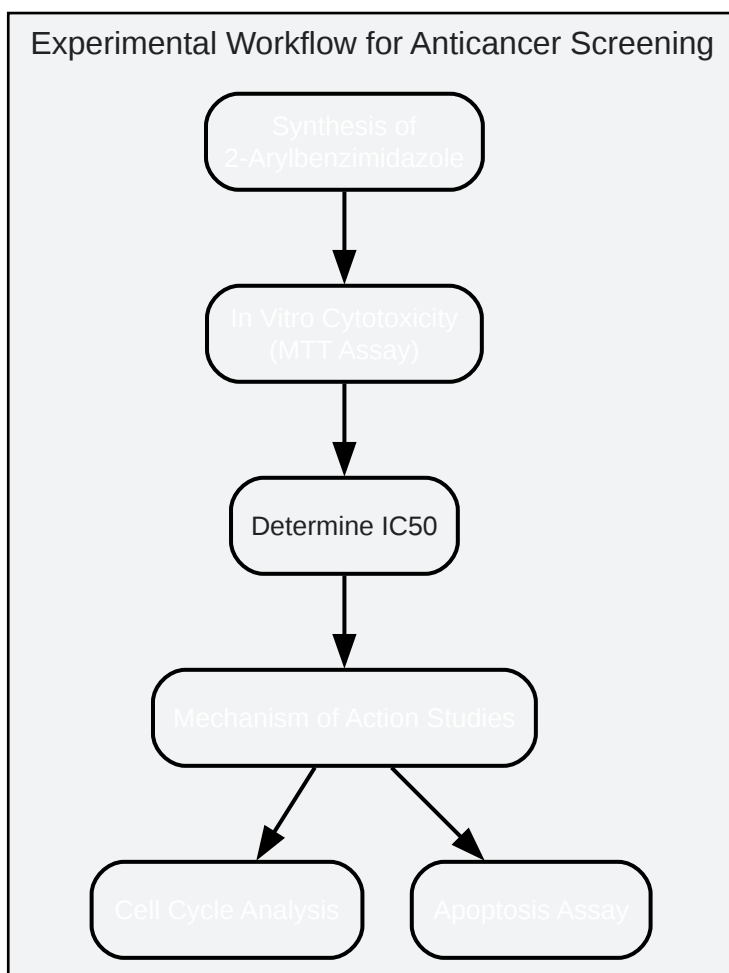 Experimental Workflow for Anticancer Screening
Synthesis of
2-Arylbenzimidazole
In Vitro Cytotoxicity
(MTT Assay)
Determine IC50
Mechanism of Action Studies
Cell Cycle Analysis
Apoptosis Assay